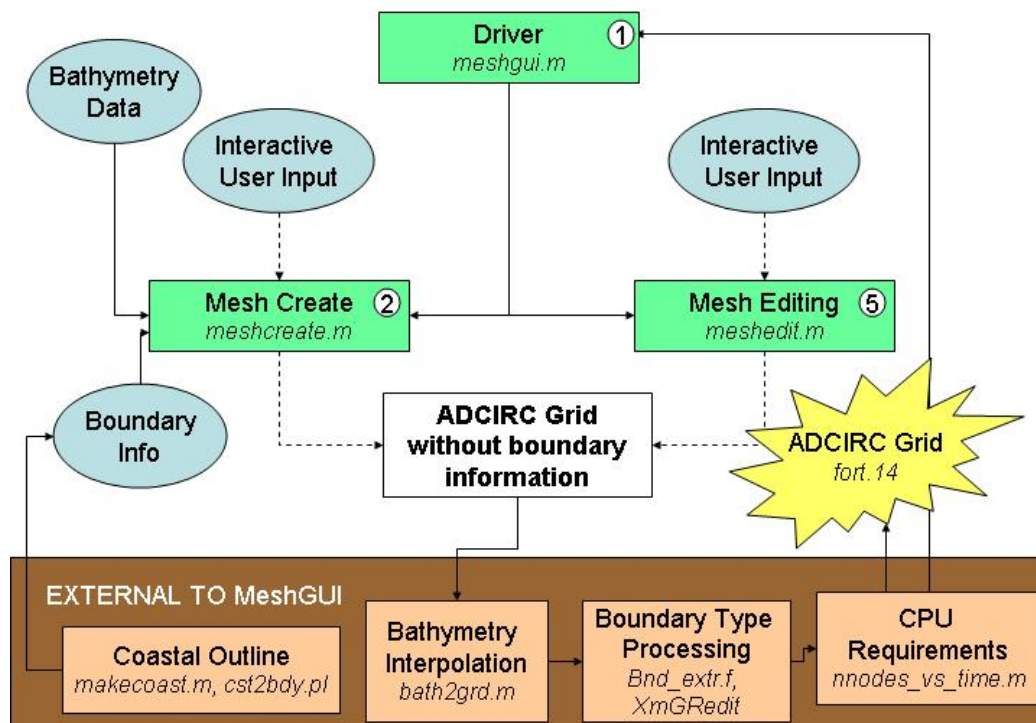 Driver
1
meshgui.m
Bathymetry
Data
Interactive
User Input
Interactive
User Input
Mesh Create
2
meshcreate.m
Mesh Editing
5
meshedit.m
Boundary
Info
ADCIRC Grid
without boundary
information
ADCIRC Grid
fort.14
EXTERNAL TO MeshGUI
Coastal Outline
makecoast.m, cst2bdy.pl
Bathymetry
Interpolation
bath2grd.m
Boundary Type
Processing
Bnd_extr.f,
XmGRedit
CPU
Requirements
nnodes_vs_time.m